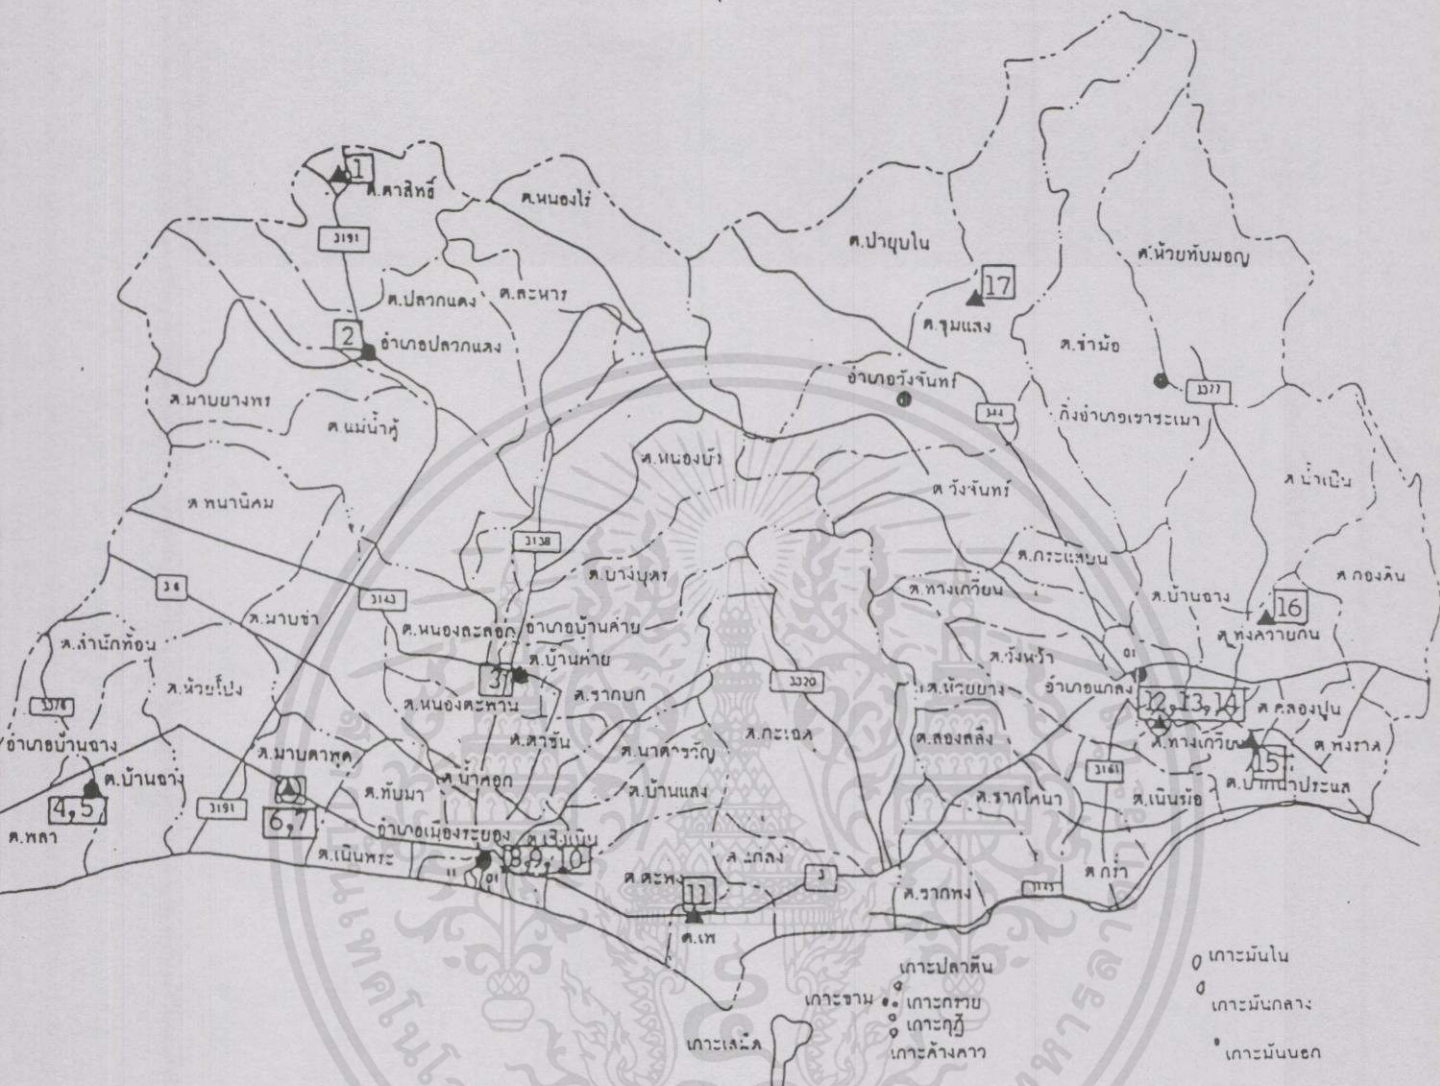 1
ต.ตาสิทธิ์
ต.หนองไร่
3191
ต.ป่ายุบใน
ต.ห้วยทับมอญ
17
ต.ปลวกแดง
ต.ละหาร
ต.ชุมแสง
2
อำเภอปลวกแดง
ต.ชำฆ้อ
อำเภอวังจันทร์
3377
ต.มาบยางพร
344
กิ่งอำเภอเขาชะเมา
ต.แม่น้ำคู้
ต.หนองบัว
ต.น้ำเป็น
ต.พนานิคม
ต.วังจันทร์
3138
ต.กระแสบน
ต.บางบุตร
ต.กองดิน
36
ต.ทางเกวียน
ต.บ้านฉาง
3143
16
ต.มาบข่า
ต.หนองละลอก
อำเภอบ้านค่าย
ต.ทุ่งควายกิน
ต.สำนักท้อน
ต.บ้านค่าย
ต.วังหว้า
10
3
ต.ห้วยโป่ง
ต.ชากบก
3320
ต.ห้วยยาง
อำเภอแกลง
3376
ต.หนองตะพาน
12,13,14
ต.คลองปูน
อำเภอบ้านฉาง
ต.ตาขัน
ต.กะเฉด
ต.สองสลึง
ต.ทางเกวียน
ต.พังราด
ต.มาบตาพุด
ต.น้ำคอก
ต.นาตาขวัญ
ต.บ้านฉาง
15
3161
ต.ปากน้ำประแส
4,5
3191
6,7
ต.ทับมา
ต.บ้านแลง
ต.ชากโดนา
ต.เนินฆ้อ
ต.พลา
อำเภอเมืองระยอง
ต.เชิงเนิน
ต.เนินพระ
8,9, 10
ต.แกลง
11
10
ต.ตะพง
3
ต.กร่ำ
11
ต.ชากพง
3145
ต.เพ
เกาะปลาตีน
เกาะมันใน
เกาะขาม
เกาะกรวย
เกาะมันกลาง
เกาะกุฎี
เกาะเสม็ด
เกาะค้างคาว
เกาะมันนอก